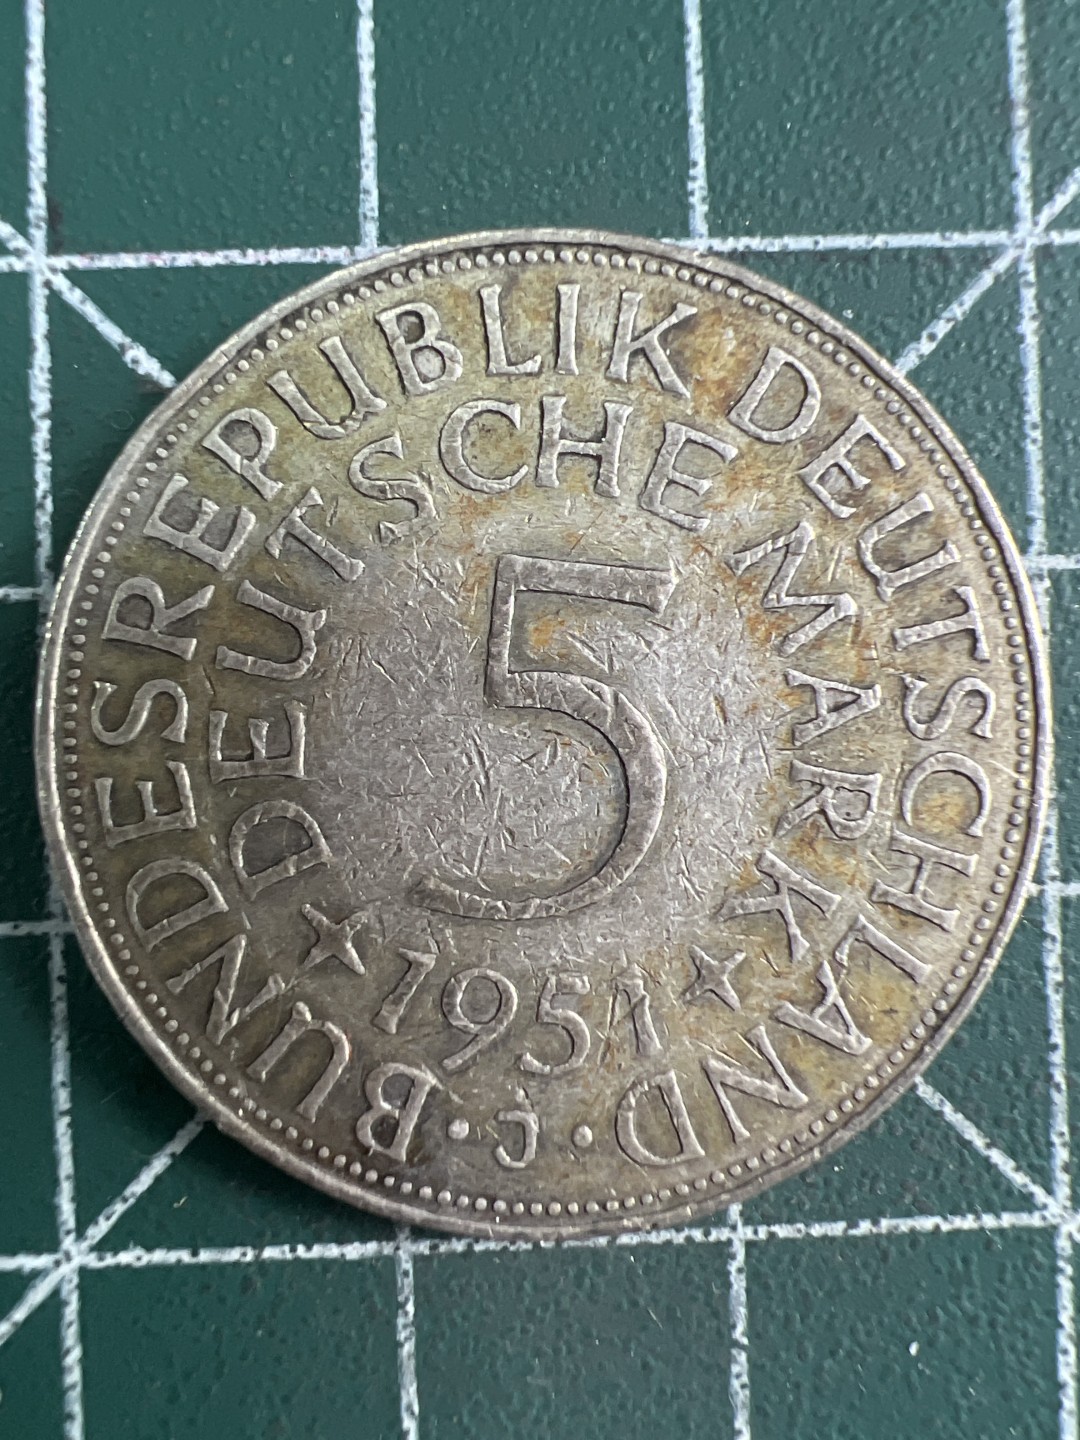 BUNDESREPUBLIK DEUTSCHLAND
DEUTSCHE MARK
5
1951
J